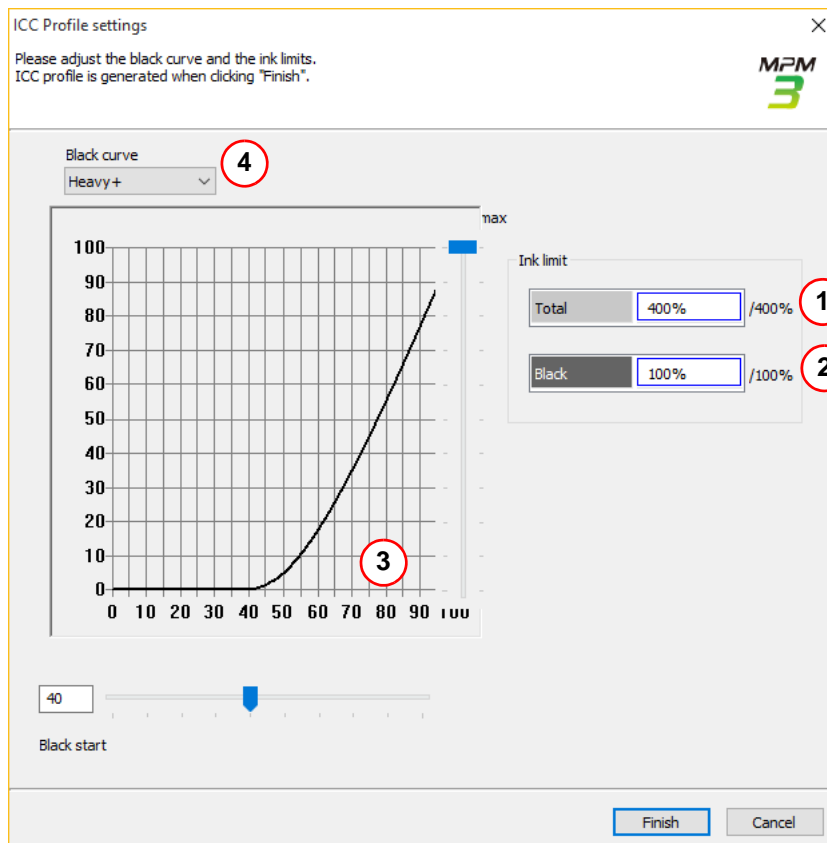 ICC Profile settings
Please adjust the black curve and the ink limits.
ICC profile is generated when clicking "Finish".
MPM
3
Black curve
Heavy+
4
max
100
90
80
70
60
50
40
30
20
10
0
0 10 20 30 40 50 60 70 80 90 100
3
Ink limit
Total 400% /400%
1
Black 100% /100%
2
40
Black start
Finish Cancel